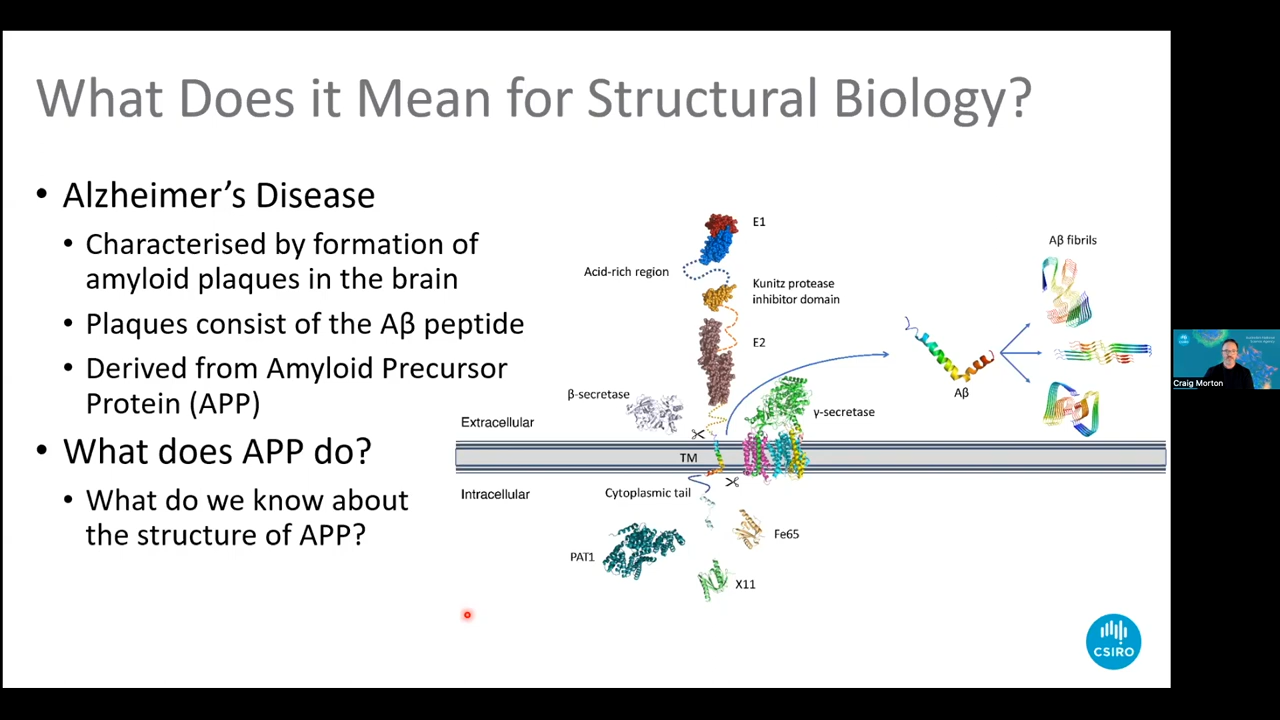 What Does it Mean for Structural Biology?
• Alzheimer's Disease
• Characterised by formation of
amyloid plaques in the brain
• Plaques consist of the Aβ peptide
• Derived from Amyloid Precursor
Protein (APP)
• What does APP do?
• What do we know about
the structure of APP?
E1
Acid-rich region
Kunitz protease
inhibitor domain
E2
β-secretase
γ-secretase
Extracellular
TM
Intracellular
Cytoplasmic tail
Fe65
PAT1
X11
Aβ
Aβ fibrils
CSIRO
Craig Morton